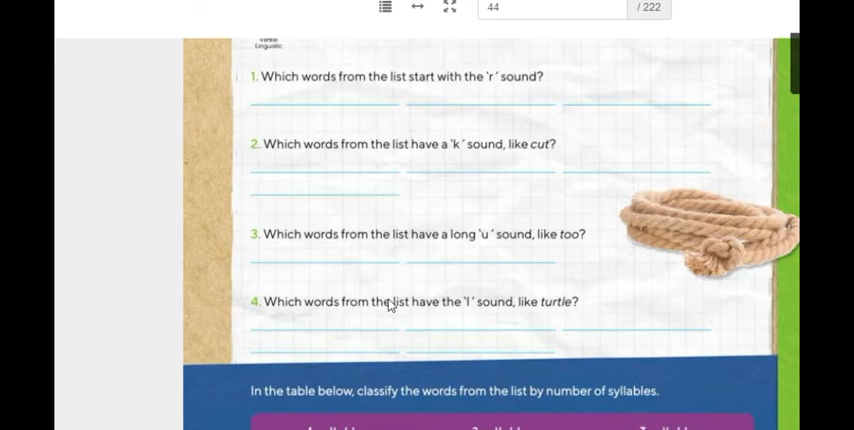 44 / 222
Verbal
Linguistic
1. Which words from the list start with the 'r' sound?
2. Which words from the list have a 'k' sound, like cut?
3. Which words from the list have a long 'u' sound, like too?
4. Which words from the list have the 'l' sound, like turtle?
In the table below, classify the words from the list by number of syllables.